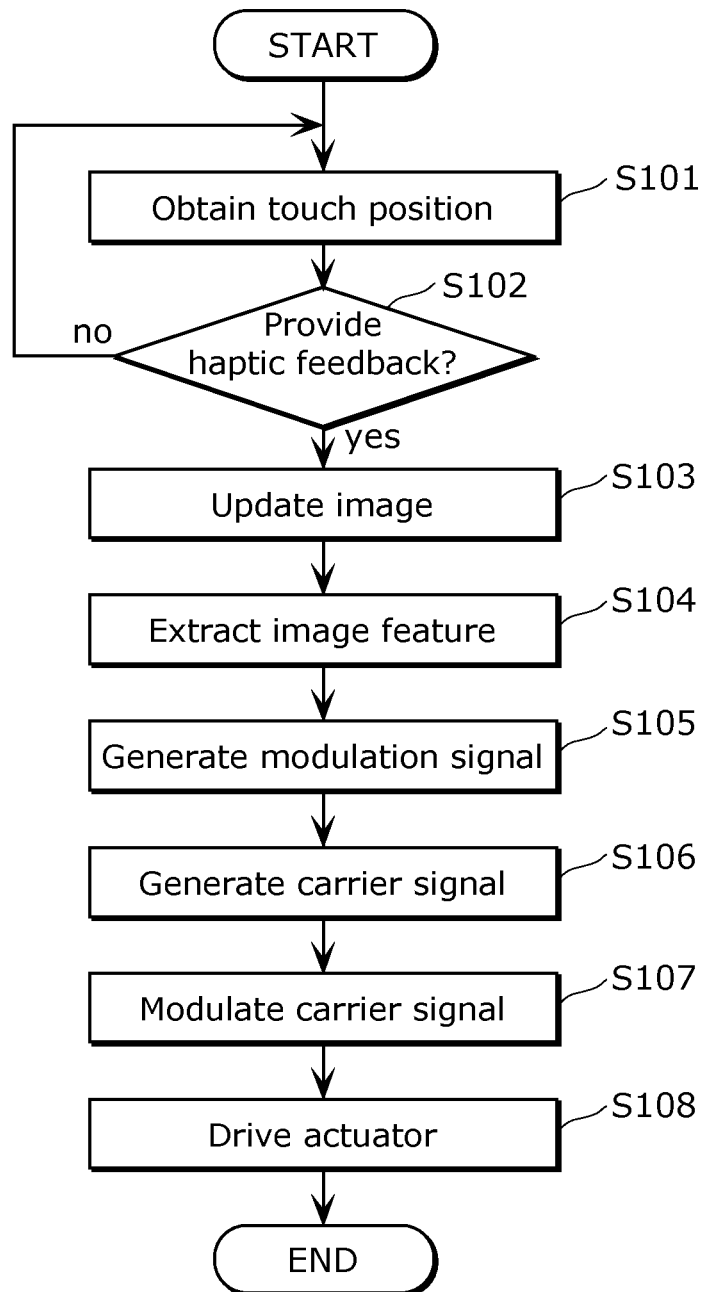 START
S101
Obtain touch position
S102
Provide
haptic feedback?
no
yes
S103
Update image
S104
Extract image feature
S105
Generate modulation signal
S106
Generate carrier signal
S107
Modulate carrier signal
S108
Drive actuator
END